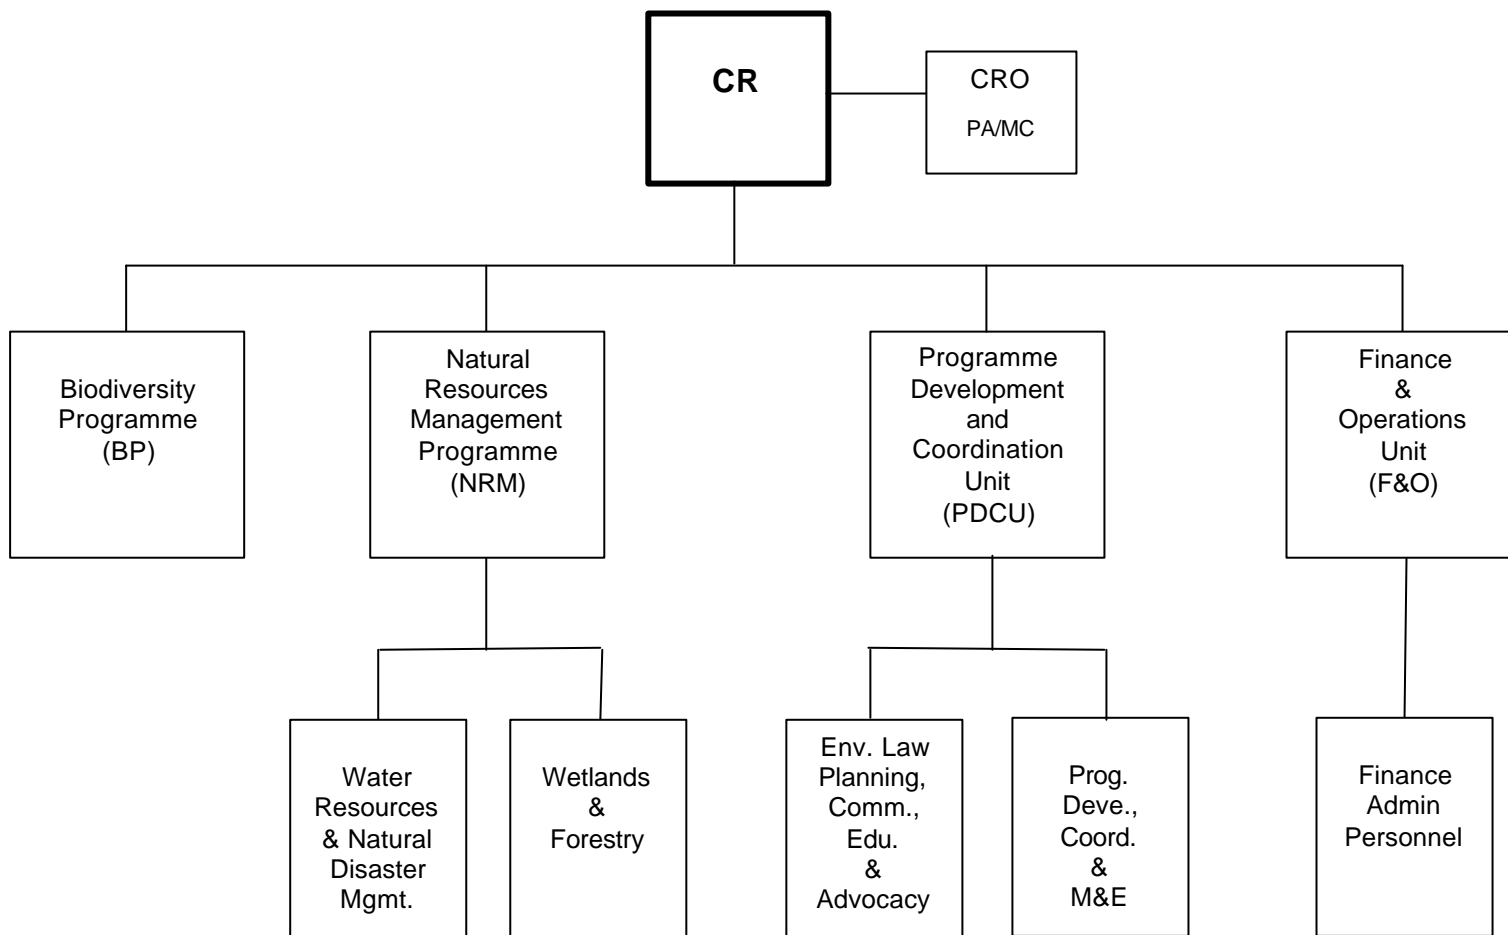 CR
CRO
PA/MC
Biodiversity
Programme
(BP)
Natural
Resources
Management
Programme
(NRM)
Programme
Development
and
Coordination
Unit
(PDCU)
Finance
&
Operations
Unit
(F&O)
Water
Resources
& Natural
Disaster
Mgmt.
Wetlands
&
Forestry
Env. Law
Planning,
Comm.,
Edu.
&
Advocacy
Prog.
Deve.,
Coord.
&
M&E
Finance
Admin
Personnel